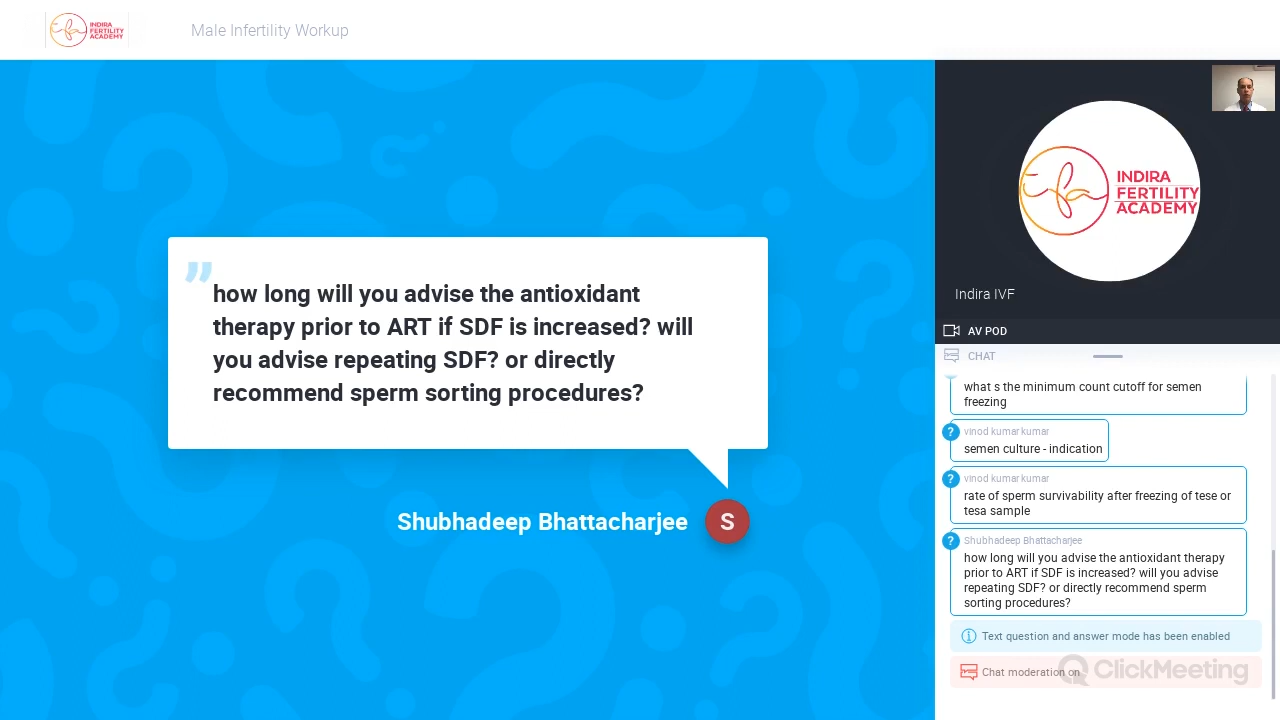 INDIRA
FERTILITY
ACADEMY
Male Infertility Workup
"
how long will you advise the antioxidant
therapy prior to ART if SDF is increased? will
you advise repeating SDF? or directly
recommend sperm sorting procedures?
Shubhadeep Bhattacharjee
S
ifa
INDIRA
FERTILITY
ACADEMY
Indira IVF
AV POD
CHAT
what s the minimum count cutoff for semen
freezing
?
vinod kumar kumar
semen culture - indication
?
vinod kumar kumar
rate of sperm survivability after freezing of tese or
tesa sample
?
Shubhadeep Bhattacharjee
how long will you advise the antioxidant therapy
prior to ART if SDF is increased? will you advise
repeating SDF? or directly recommend sperm
sorting procedures?
Text question and answer mode has been enabled
Chat moderation on
ClickMeeting